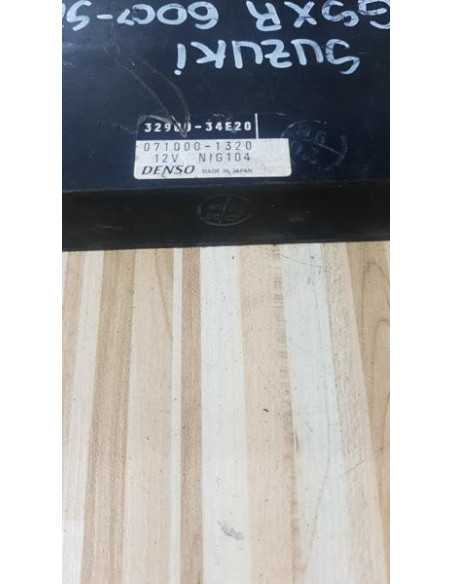 SUZUKI
GSXR 600
32900-34E20
071000-1320
12V NIG104
DENSO MADE IN JAPAN